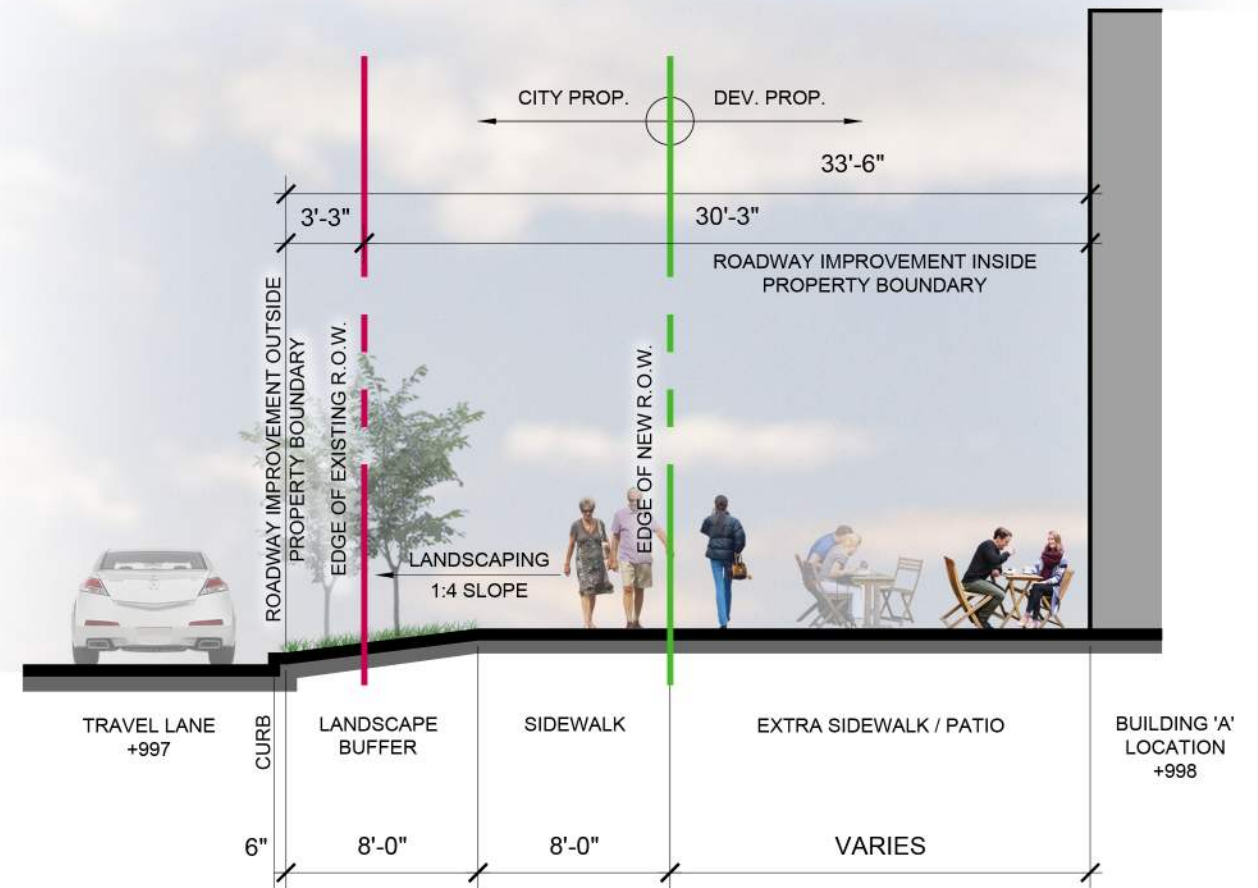 CITY PROP.
DEV. PROP.
33'-6"
3'-3"
30'-3"
ROADWAY IMPROVEMENT INSIDE
PROPERTY BOUNDARY
ROADWAY IMPROVEMENT OUTSIDE
PROPERTY BOUNDARY
EDGE OF EXISTING R.O.W.
EDGE OF NEW R.O.W.
LANDSCAPING
1:4 SLOPE
TRAVEL LANE
+997
CURB
LANDSCAPE
BUFFER
SIDEWALK
EXTRA SIDEWALK / PATIO
BUILDING 'A'
LOCATION
+998
6"
8'-0"
8'-0"
VARIES